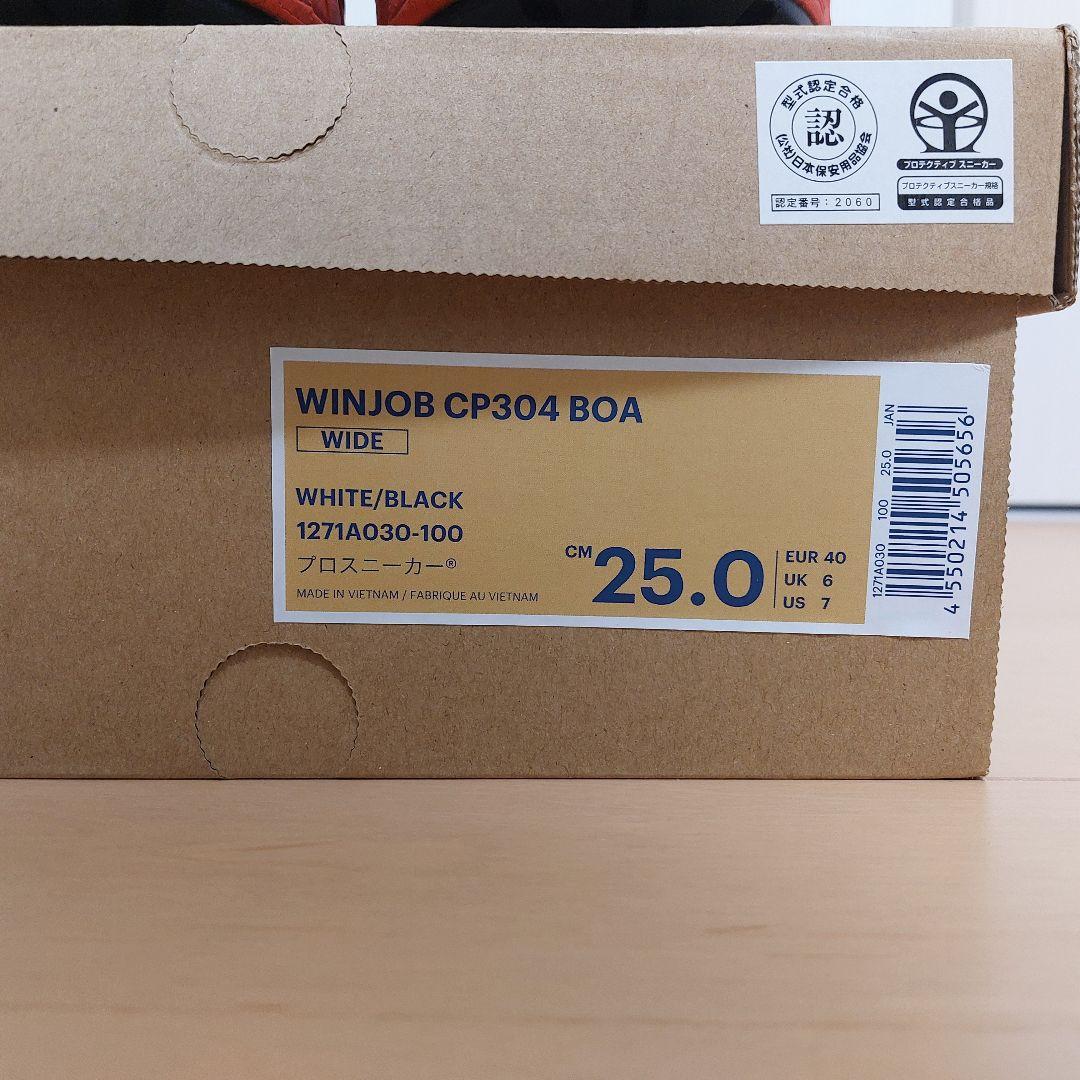 型式認定合格
認
(公社)日本保安用品協会
認定番号：2060
プロテクティブ スニーカー
プロテクティブスニーカー規格
型式認定合格品
WINJOB CP304 BOA
WIDE
WHITE/BLACK
1271A030-100
プロスニーカー®
MADE IN VIETNAM / FABRIQUE AU VIETNAM
CM 25.0
EUR 40
UK 6
US 7
1271A030 100 25.0 JAN
4 550214 505656